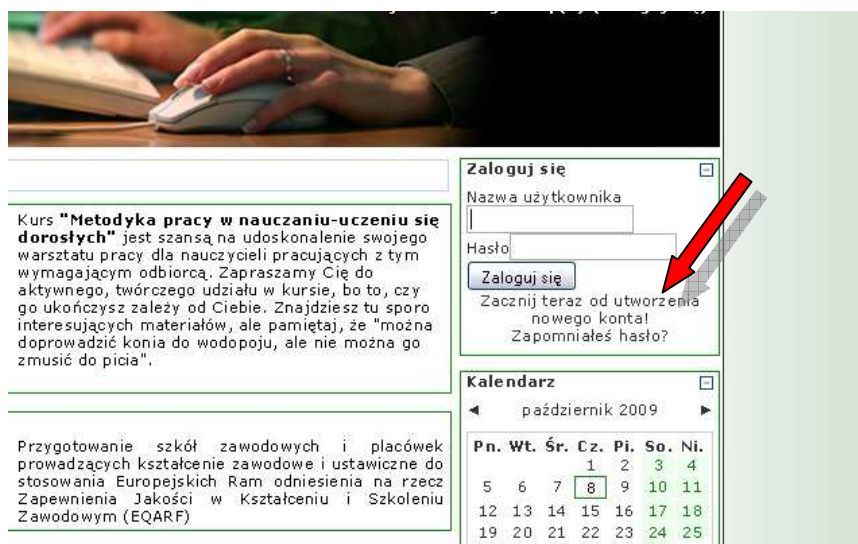 Kurs "Metodyka pracy w nauczaniu-uczeniu się
dorosłych" jest szansą na udoskonalenie swojego
warsztatu pracy dla nauczycieli pracujących z tym
wymagającym odbiorcą. Zapraszamy Cię do
aktywnego, twórczego udziału w kursie, bo to, czy
go ukończysz zależy od Ciebie. Znajdziesz tu sporo
interesujących materiałów, ale pamiętaj, że "można
doprowadzić konia do wodopoju, ale nie można go
zmusić do picia".
Przygotowanie szkół zawodowych i placówek
prowadzących kształcenie zawodowe i ustawiczne do
stosowania Europejskich Ram odniesienia na rzecz
Zapewnienia Jakości w Kształceniu i Szkoleniu
Zawodowym (EQARF)
Zaloguj się
Nazwa użytkownika
Hasło
Zaloguj się
Zacznij teraz od utworzenia
nowego konta!
Zapomniałeś hasło?
Kalendarz
◄ październik 2009 ►
Pn. Wt. Śr. Cz. Pi. So. Ni.
1 2 3 4
5 6 7 8 9 10 11
12 13 14 15 16 17 18
19 20 21 22 23 24 25